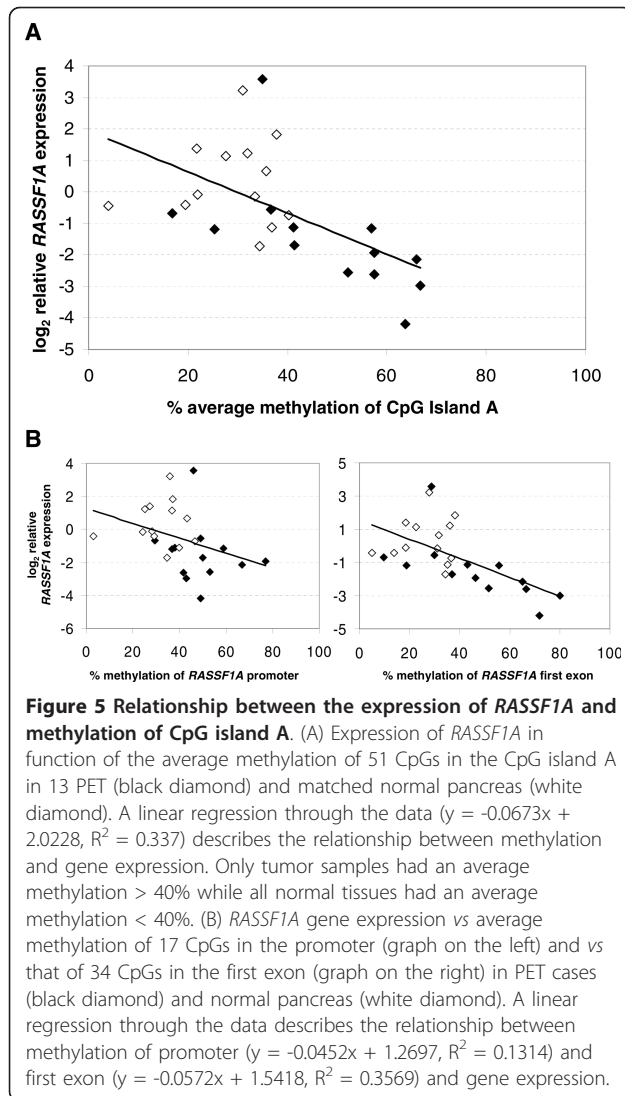 A
4
3
2
1
0
-1
-2
-3
-4
-5
log2 relative RASSF1A expression
0 20 40 60 80 100
% average methylation of CpG Island A
B
4
2
0
-2
-4
-6
log2 relative
RASSF1A expression
0 20 40 60 80 100
% methylation of RASSF1A promoter
5
3
1
-1
-3
-5
0 20 40 60 80 100
% methylation of RASSF1A first exon
Figure 5 Relationship between the expression of RASSF1A and
methylation of CpG island A. (A) Expression of RASSF1A in
function of the average methylation of 51 CpGs in the CpG island A
in 13 PET (black diamond) and matched normal pancreas (white
diamond). A linear regression through the data (y = -0.0673x +
2.0228, R2 = 0.337) describes the relationship between methylation
and gene expression. Only tumor samples had an average
methylation > 40% while all normal tissues had an average
methylation < 40%. (B) RASSF1A gene expression vs average
methylation of 17 CpGs in the promoter (graph on the left) and vs
that of 34 CpGs in the first exon (graph on the right) in PET cases
(black diamond) and normal pancreas (white diamond). A linear
regression through the data describes the relationship between
methylation of promoter (y = -0.0452x + 1.2697, R2 = 0.1314) and
first exon (y = -0.0572x + 1.5418, R2 = 0.3569) and gene expression.